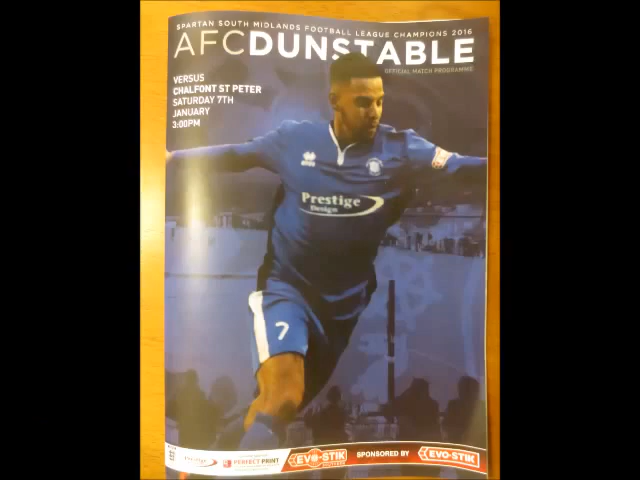 SPARTAN SOUTH MIDLANDS FOOTBALL LEAGUE CHAMPIONS 2016
AFCDUNSTABLE
OFFICIAL MATCH PROGRAMME
VERSUS
CHALFONT ST PETER
SATURDAY 7TH
JANUARY
3:00PM
Prestige
Design
7
Prestige
PERFECT PRINT
EVO-STIK
SPONSORED BY
EVO-STIK